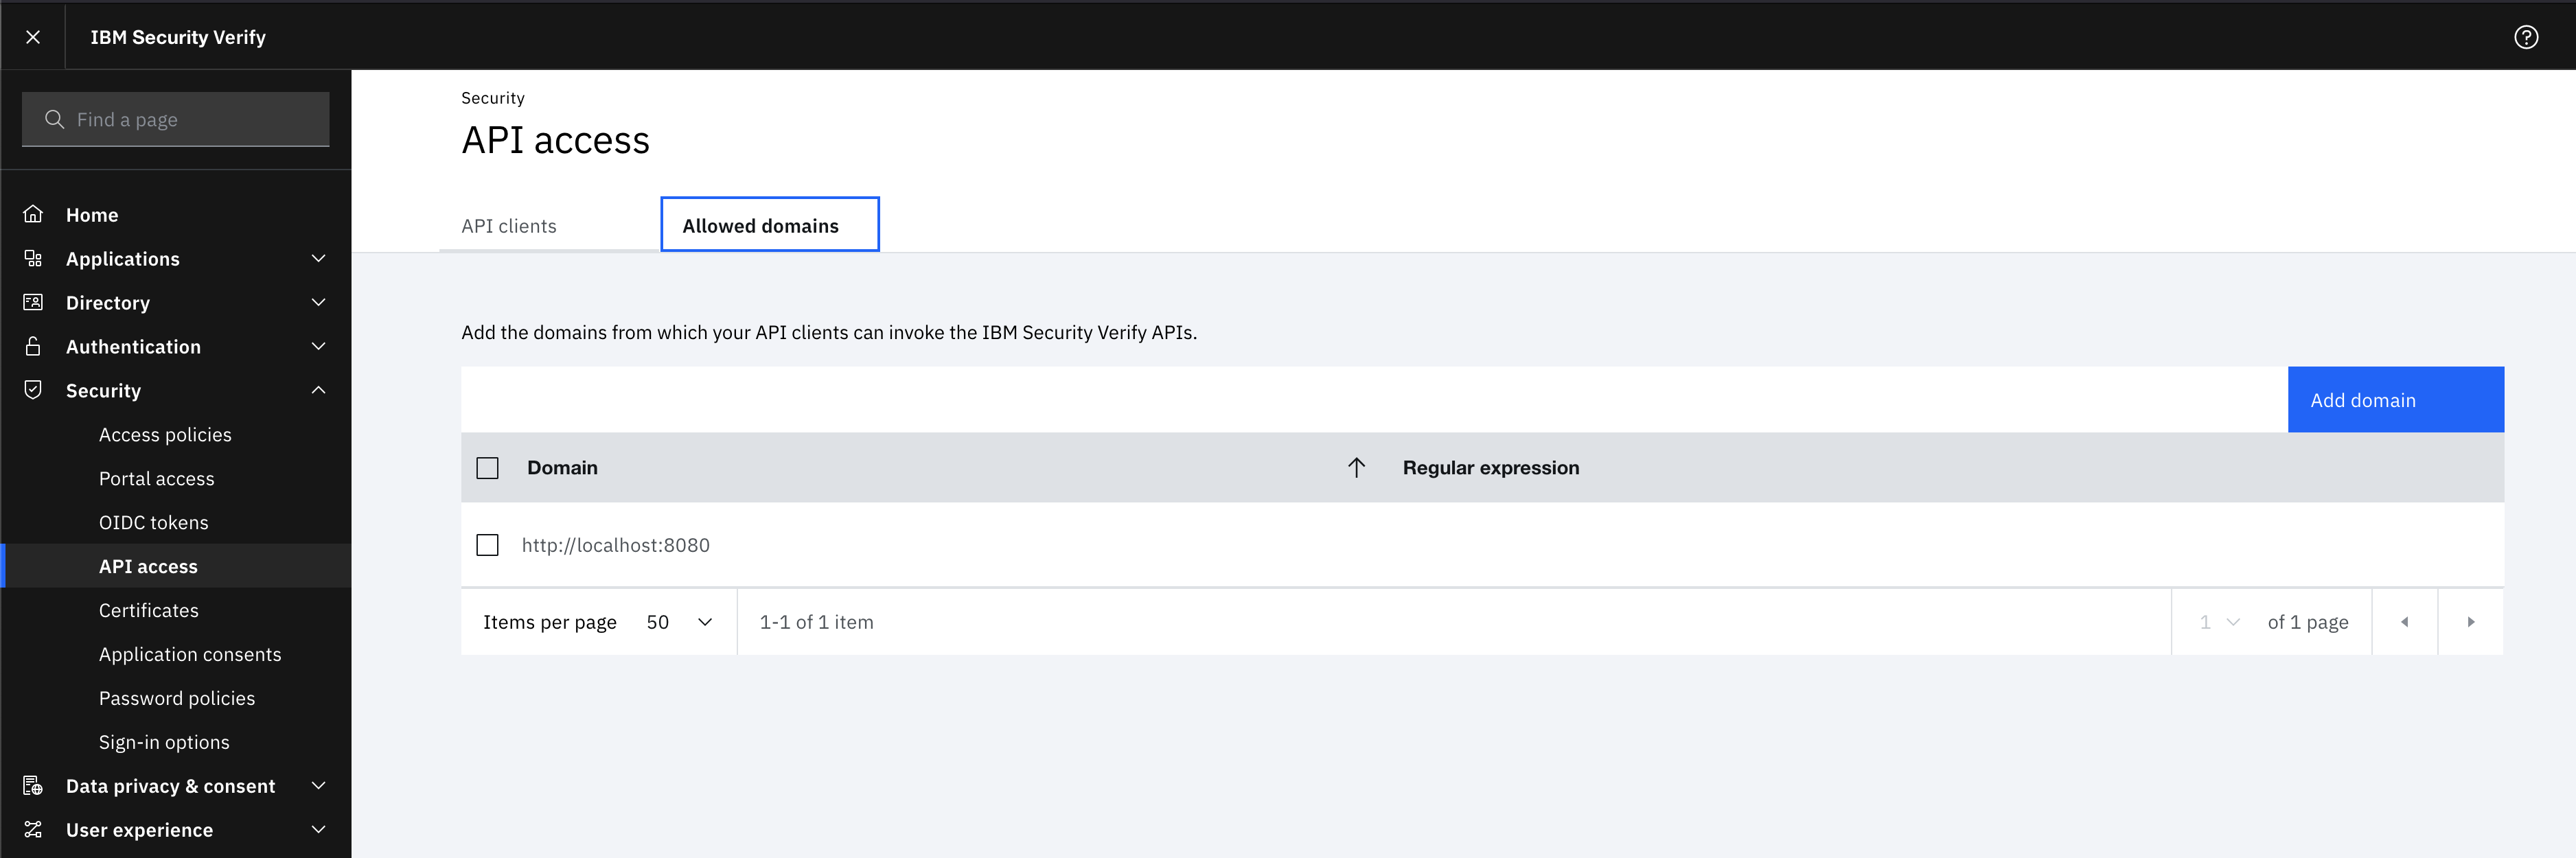 IBM Security Verify
Find a page
Home
Applications
Directory
Authentication
Security
Access policies
Portal access
OIDC tokens
API access
Certificates
Application consents
Password policies
Sign-in options
Data privacy & consent
User experience
Security
API access
API clients
Allowed domains
Add the domains from which your API clients can invoke the IBM Security Verify APIs.
Add domain
Domain
Regular expression
http://localhost:8080
Items per page 50
1-1 of 1 item
1 of 1 page